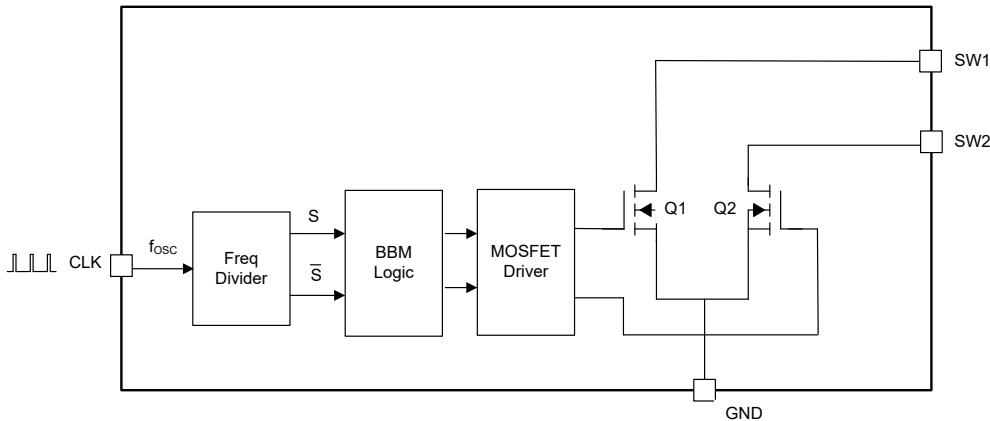 SW1
SW2
Q1
Q2
CLK
fOSC
Freq
Divider
S
S̅
BBM
Logic
MOSFET
Driver
GND